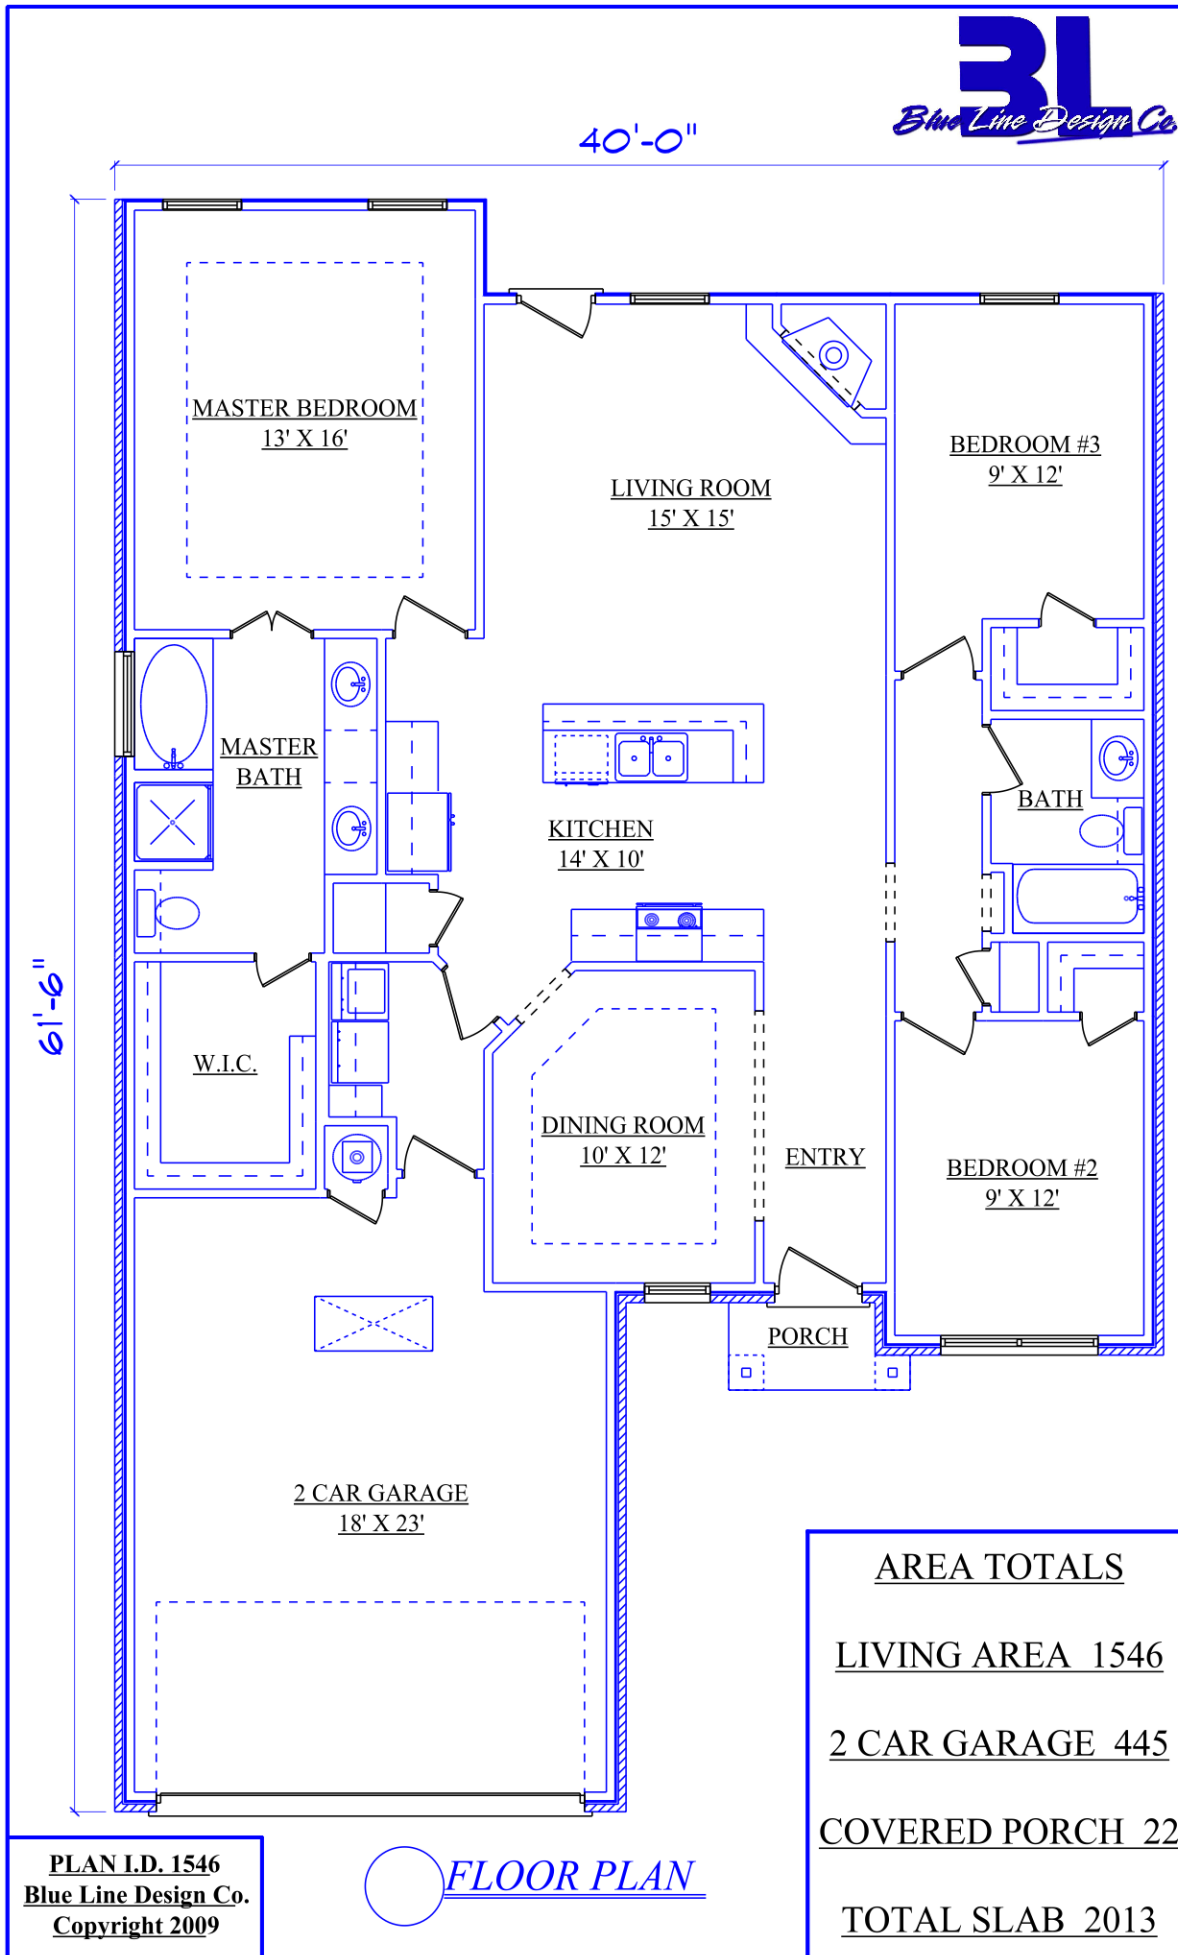 BL
Blue Line Design Co.
40'-0"
61'-6"
MASTER BEDROOM
13' X 16'
LIVING ROOM
15' X 15'
BEDROOM #3
9' X 12'
MASTER
BATH
KITCHEN
14' X 10'
BATH
W.I.C.
DINING ROOM
10' X 12'
ENTRY
BEDROOM #2
9' X 12'
PORCH
2 CAR GARAGE
18' X 23'
AREA TOTALS
LIVING AREA 1546
2 CAR GARAGE 445
COVERED PORCH 22
TOTAL SLAB 2013
PLAN I.D. 1546
Blue Line Design Co.
Copyright 2009
FLOOR PLAN